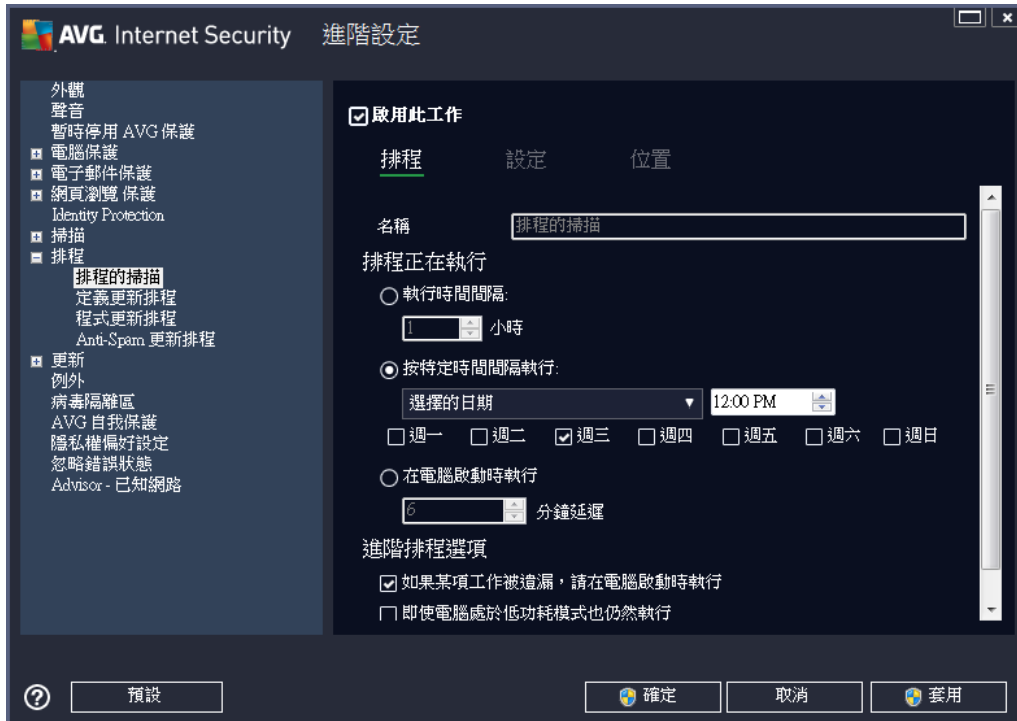 AVG. Internet Security 進階設定
外觀
聲音
暫時停用 AVG 保護
電腦保護
電子郵件保護
網頁瀏覽 保護
Identity Protection
掃描
排程
排程的掃描
定義更新排程
程式更新排程
Anti-Spam 更新排程
更新
例外
病毒隔離區
AVG 自我保護
隱私權偏好設定
忽略錯誤狀態
Advisor - 已知網路
啟用此工作
排程 設定 位置
名稱 排程的掃描
排程正在執行
執行時間間隔:
1 小時
按特定時間間隔執行:
選擇的日期 12:00 PM
週一 週二 週三 週四 週五 週六 週日
在電腦啟動時執行
6 分鐘延遲
進階排程選項
如果某項工作被遺漏，請在電腦啟動時執行
即使電腦處於低功耗模式也仍然執行
預設 確定 取消 套用